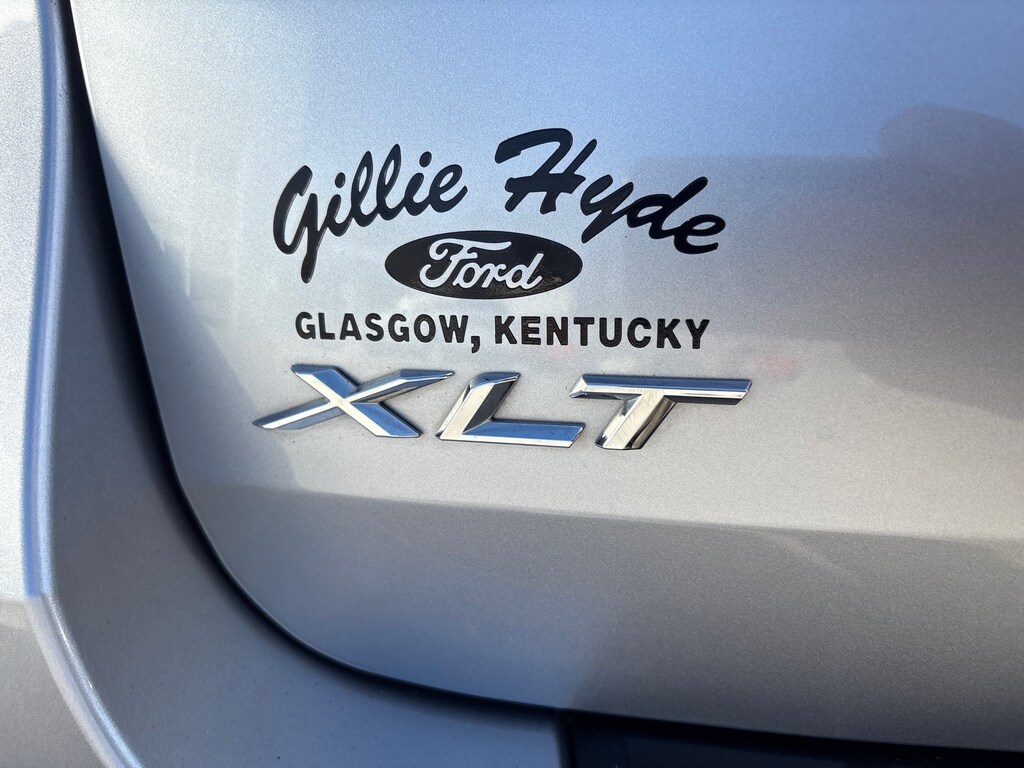 Gillie Hyde
Ford
GLASGOW, KENTUCKY
XLT